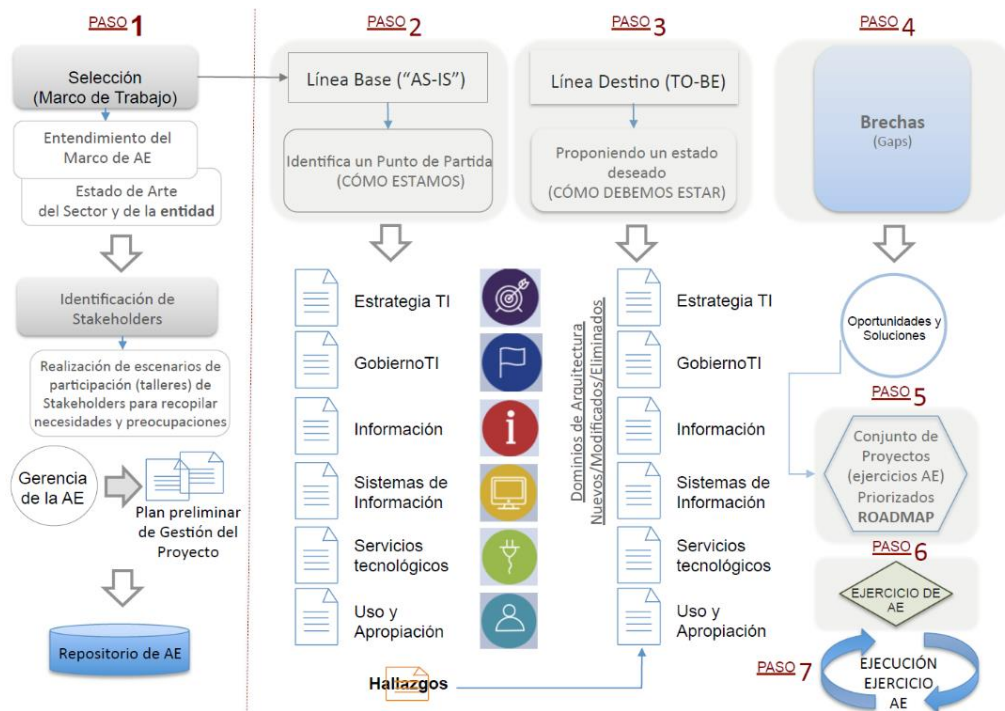 PASO 1
Selección
(Marco de Trabajo)
Entendimiento del
Marco de AE
Estado de Arte
del Sector y de la entidad
Identificación de
Stakeholders
Realización de escenarios de
participación (talleres) de
Stakeholders para recopilar
necesidades y preocupaciones
Gerencia
de la AE
Plan preliminar
de Gestión del
Proyecto
Repositorio de AE
PASO 2
Línea Base (“AS-IS”)
Identifica un Punto de Partida
(CÓMO ESTAMOS)
Estrategia TI
GobiernoTI
Información
Sistemas de
Información
Servicios
tecnológicos
Uso y
Apropiación
Hallazgos
PASO 3
Línea Destino (TO-BE)
Proponiendo un estado
deseado
(CÓMO DEBEMOS ESTAR)
Dominios de Arquitectura
Nuevos/Modificados/Eliminados
Estrategia TI
GobiernoTI
Información
Sistemas de
Información
Servicios
tecnológicos
Uso y
Apropiación
PASO 4
Brechas
(Gaps)
Oportunidades y
Soluciones
PASO 5
Conjunto de
Proyectos
(ejercicios AE)
Priorizados
ROADMAP
PASO 6
EJERCICIO DE
AE
PASO 7
EJECUCIÓN
EJERCICIO
AE